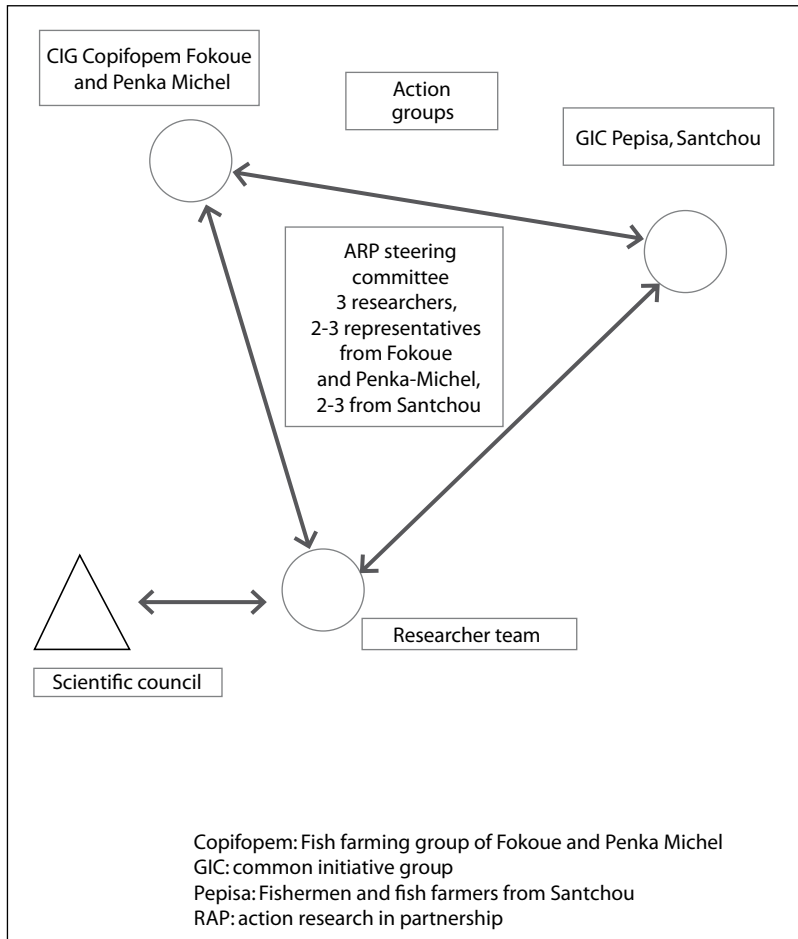 CIG Copifopem Fokoue
and Penka Michel
Action
groups
GIC Pepisa, Santchou
ARP steering
committee
3 researchers,
2-3 representatives
from Fokoue
and Penka-Michel,
2-3 from Santchou
Researcher team
Scientific council
Copifopem: Fish farming group of Fokoue and Penka Michel
GIC: common initiative group
Pepisa: Fishermen and fish farmers from Santchou
RAP: action research in partnership